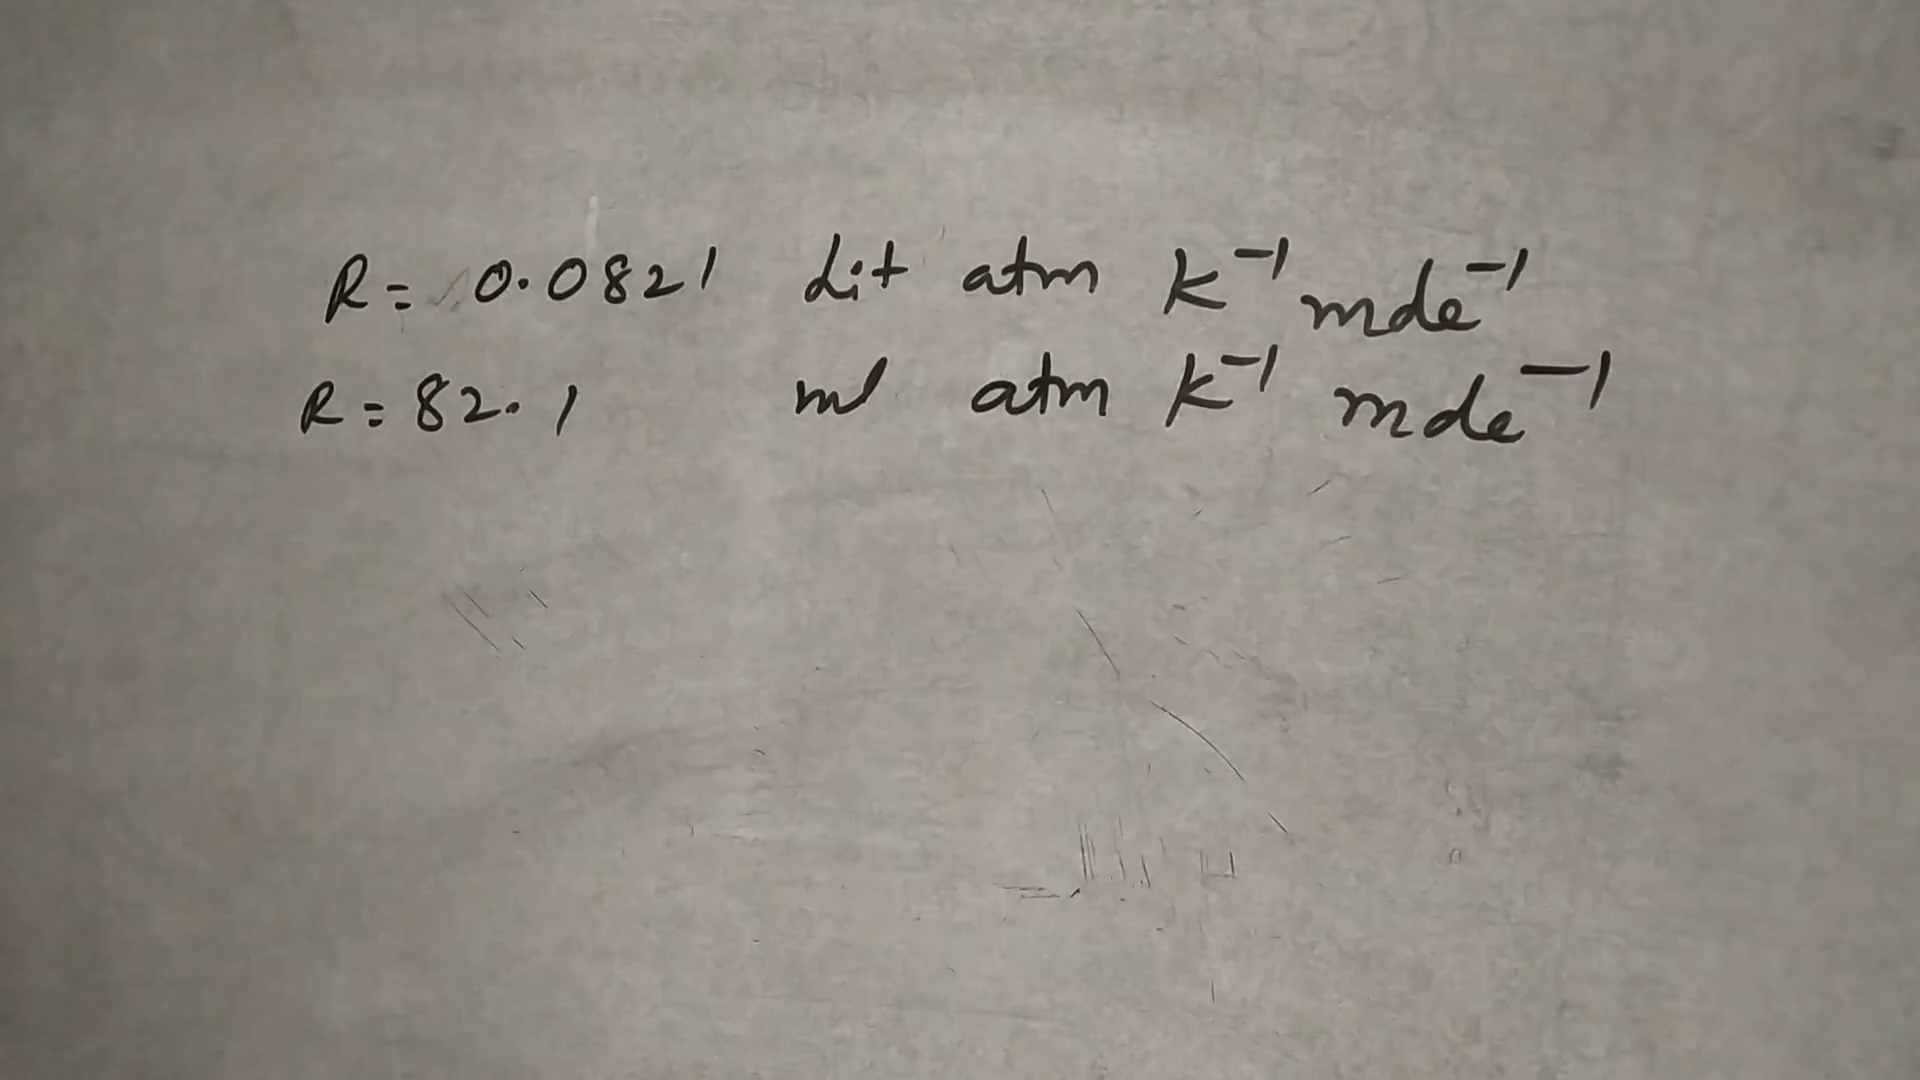 R = 0.0821 Lit atm K⁻¹ mole⁻¹
R = 82.1 ml atm K⁻¹ mole⁻¹